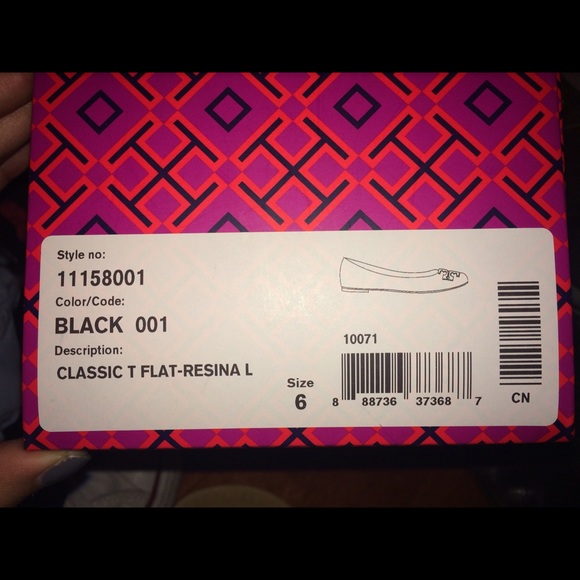 Style no:
11158001
Color/Code:
BLACK 001
Description:
CLASSIC T FLAT-RESINA L
Size
6
10071
8 88736 37368 7
CN